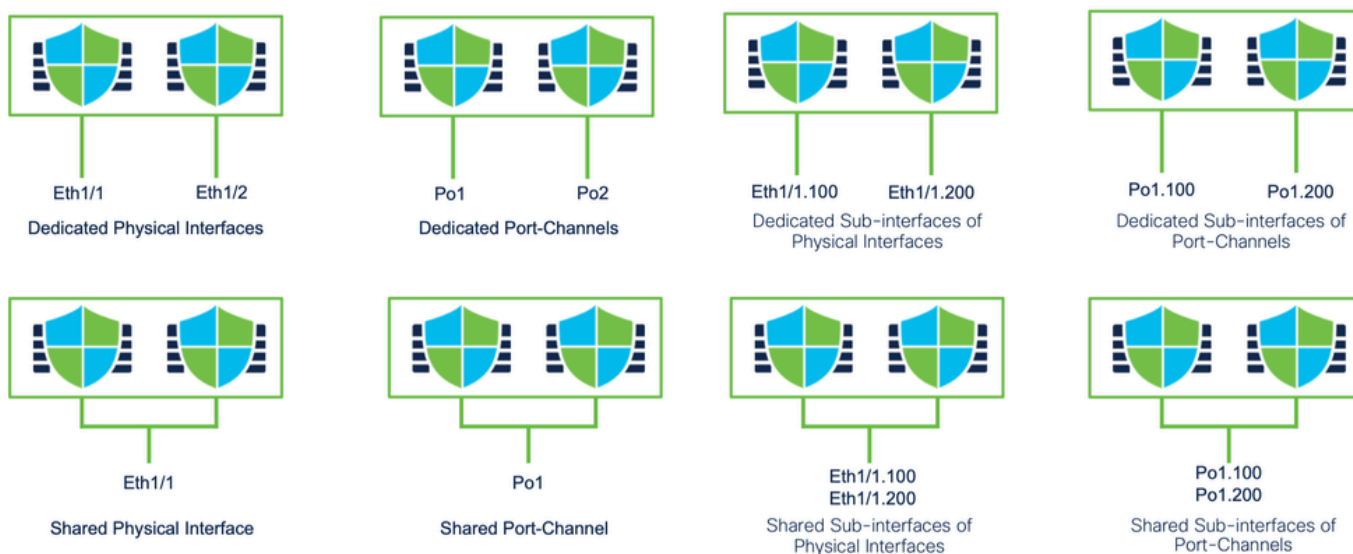 Eth1/1
Eth1/2
Dedicated Physical Interfaces
Po1
Po2
Dedicated Port-Channels
Eth1/1.100
Eth1/1.200
Dedicated Sub-interfaces of
Physical Interfaces
Po1.100
Po1.200
Dedicated Sub-interfaces of
Port-Channels
Eth1/1
Shared Physical Interface
Po1
Shared Port-Channel
Eth1/1.100
Eth1/1.200
Shared Sub-interfaces of
Physical Interfaces
Po1.100
Po1.200
Shared Sub-interfaces of
Port-Channels